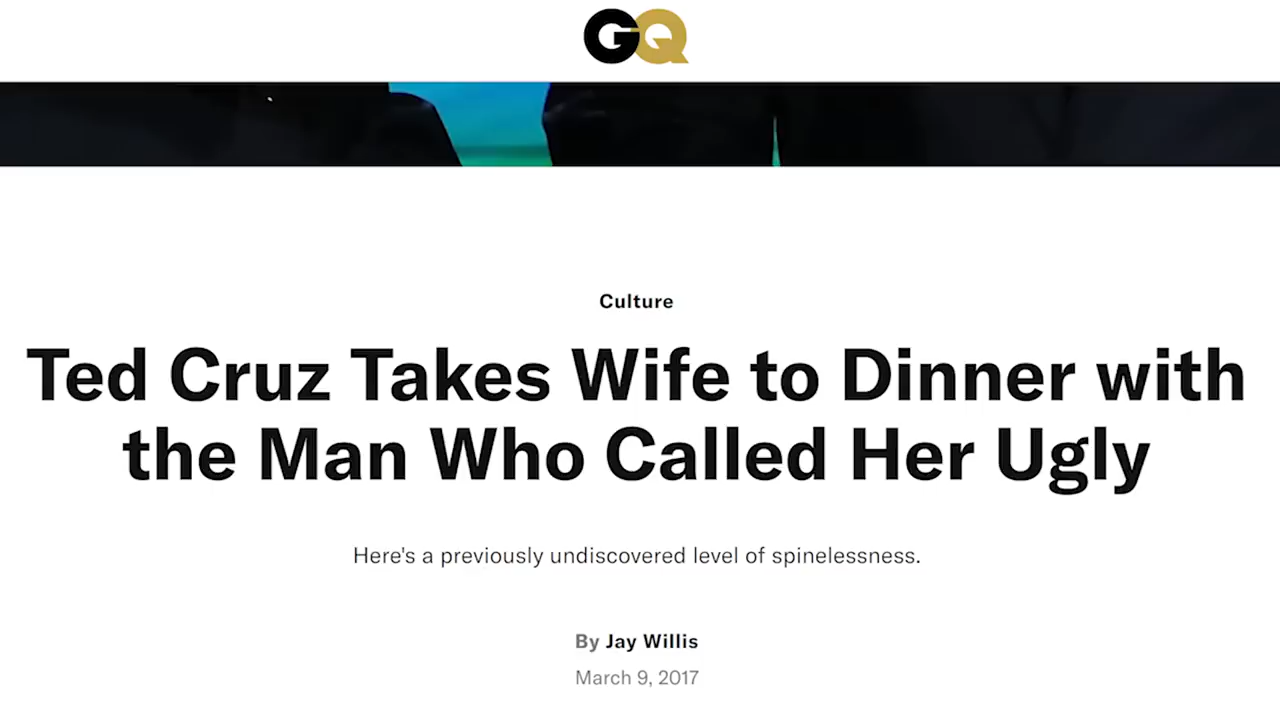 GQ
Culture
Ted Cruz Takes Wife to Dinner with
the Man Who Called Her Ugly
Here's a previously undiscovered level of spinelessness.
By Jay Willis
March 9, 2017